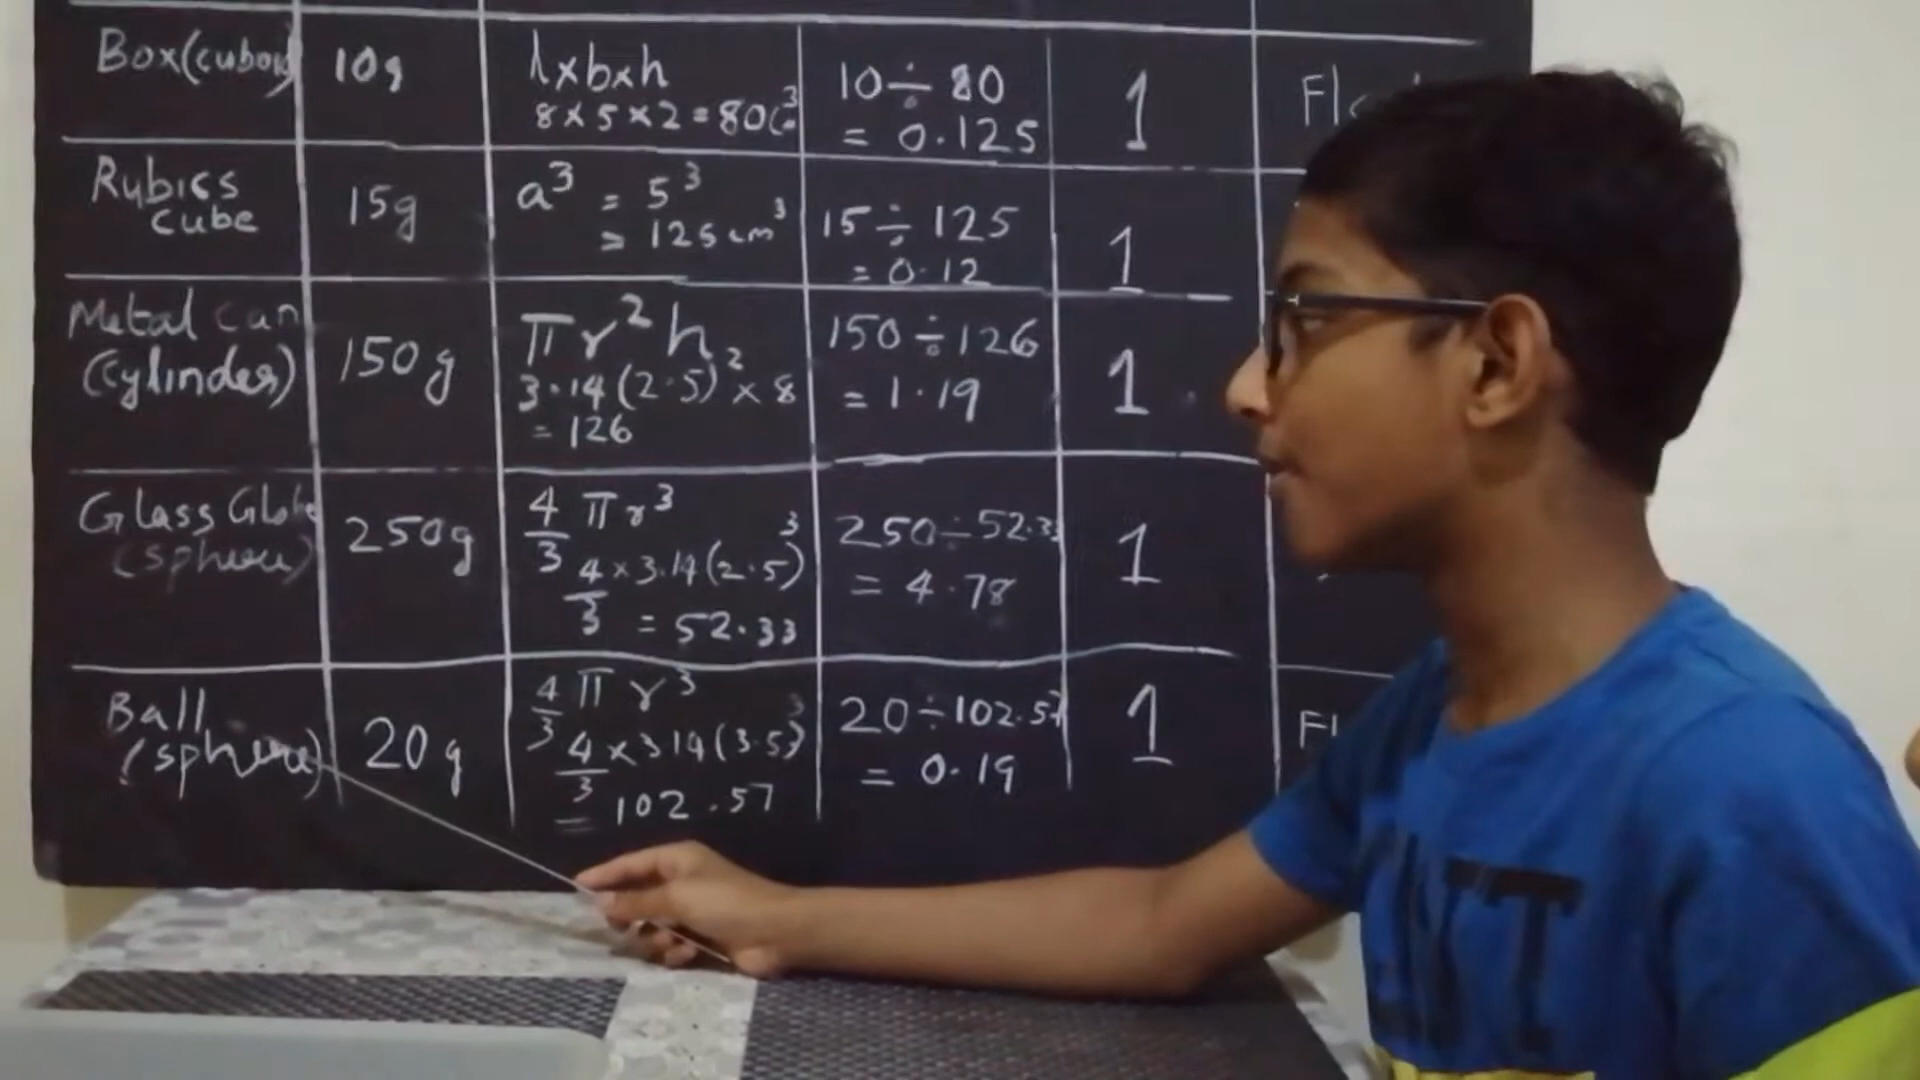 Box(cuboid) 10g l×b×h 10÷80 1
8×5×2=80c³ = 0.125
Rubics 15g a³ = 5³ 15÷125 1
cube = 125cm³ = 0.12
Metal can 150g πr²h 150÷126 1
(cylinder) 3.14(2.5)²×8 = 1.19
= 126
Glass Globe 250g 4/3 πr³ 250÷52.33 1
(sphere) 4/3 ×3.14(2.5)³ = 4.78
= 52.33
Ball 20g 4/3 πr³ 20÷102.57 1 Fl
(sphere) 4/3 ×3.14(3.5)³ = 0.19
= 102.57